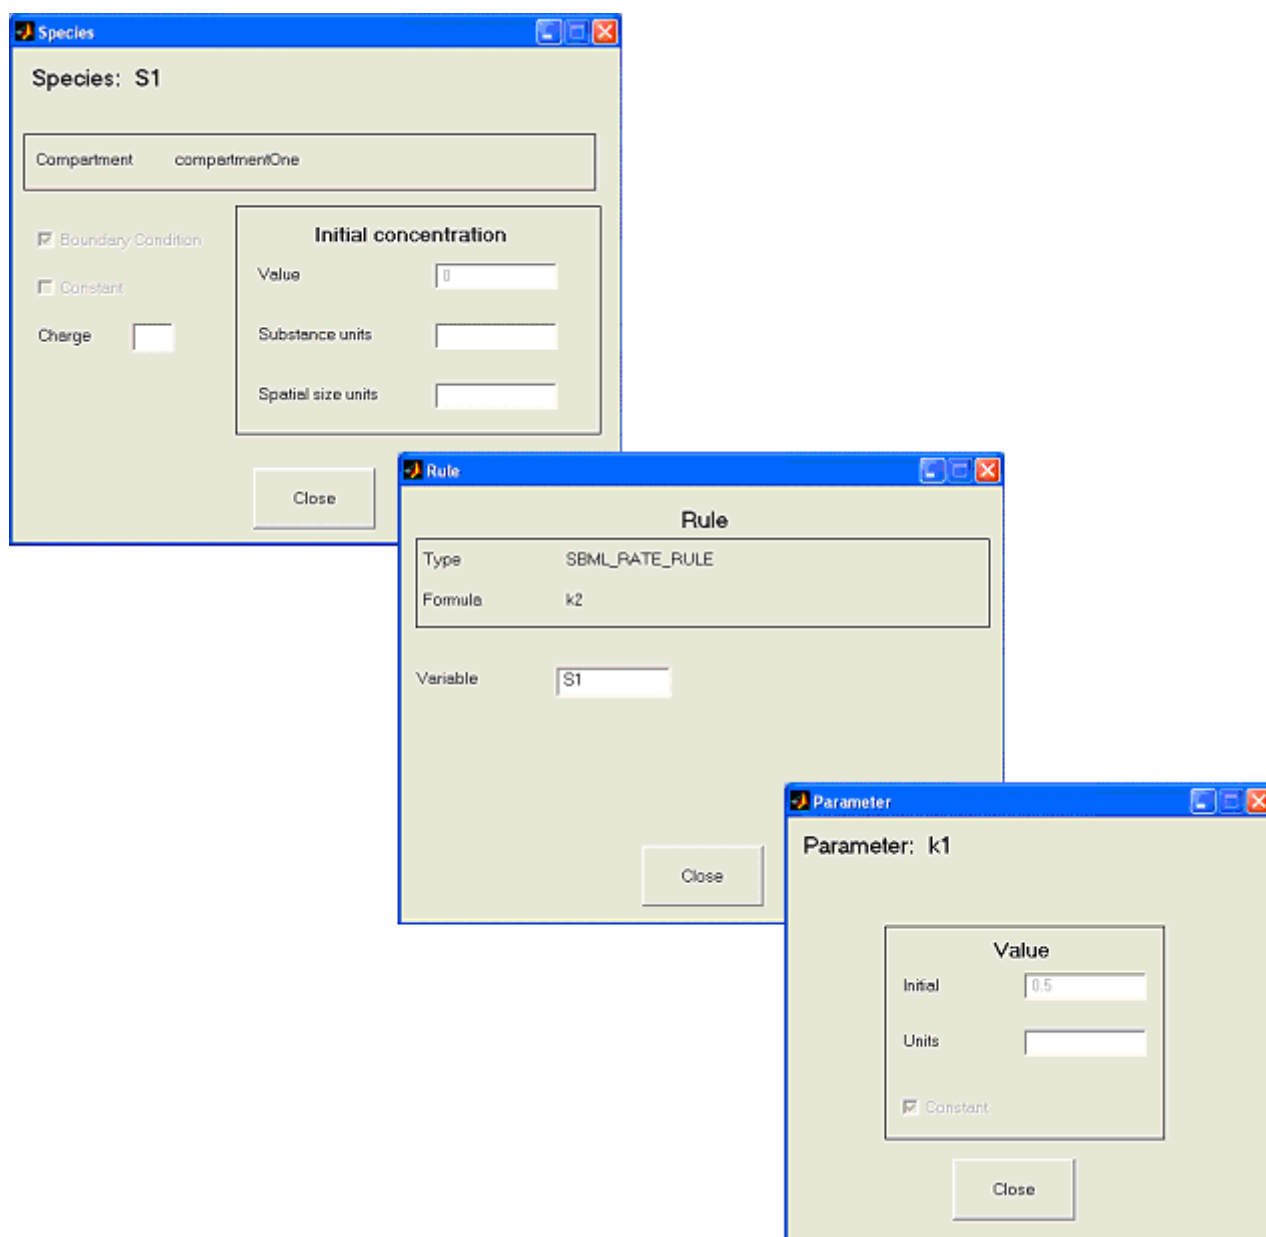 Species
Species: S1
Compartment compartmentOne
Boundary Condition
Constant
Charge
Initial concentration
Value 0
Substance units
Spatial size units
Close
Rule
Rule
Type SBML_RATE_RULE
Formula k2
Variable S1
Close
Parameter
Parameter: k1
Value
Initial 0.5
Units
Constant
Close